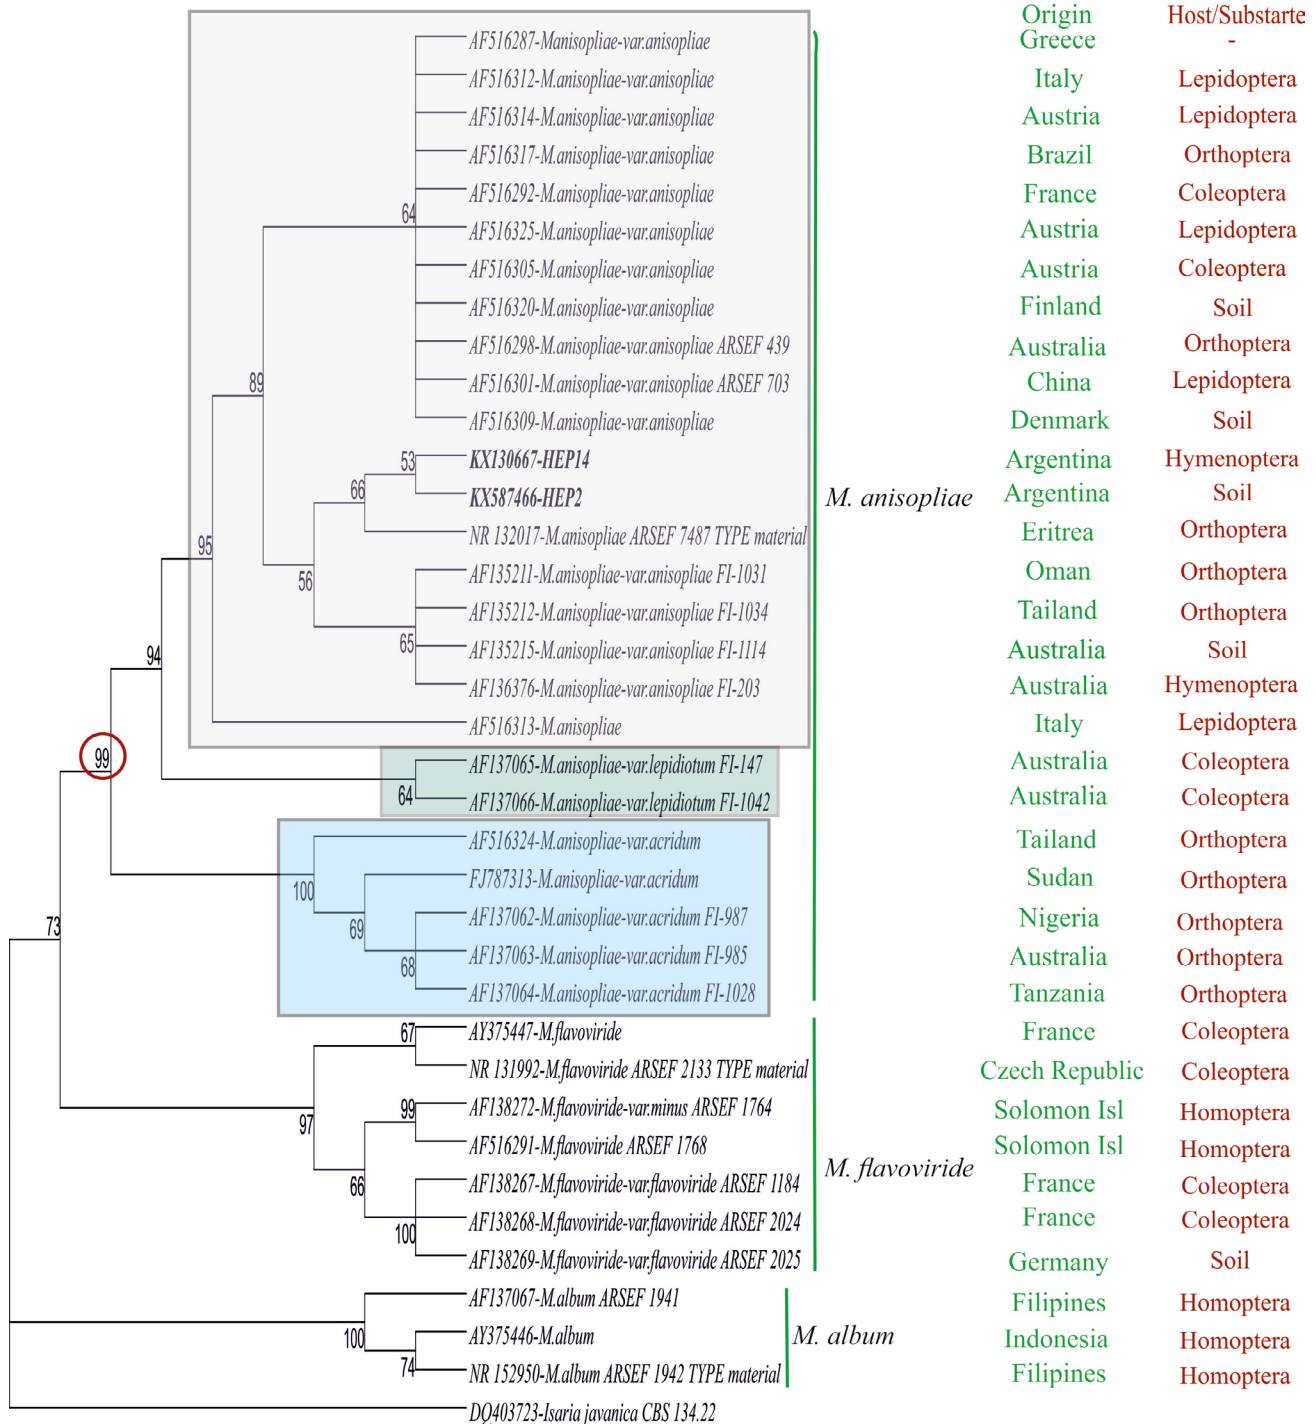 Origin Host/Substarte
AF516287-Manisopliae-var.anisopliae Greece -
AF516312-M.anisopliae-var.anisopliae Italy Lepidoptera
AF516314-M.anisopliae-var.anisopliae Austria Lepidoptera
AF516317-M.anisopliae-var.anisopliae Brazil Orthoptera
AF516292-M.anisopliae-var.anisopliae France Coleoptera
64
AF516325-M.anisopliae-var.anisopliae Austria Lepidoptera
AF516305-M.anisopliae-var.anisopliae Austria Coleoptera
AF516320-M.anisopliae-var.anisopliae Finland Soil
AF516298-M.anisopliae-var.anisopliae ARSEF 439 Australia Orthoptera
89 AF516301-M.anisopliae-var.anisopliae ARSEF 703 China Lepidoptera
AF516309-M.anisopliae-var.anisopliae Denmark Soil
53 KX130667-HEP14 Argentina Hymenoptera
66 KX587466-HEP2 M. anisopliae Argentina Soil
NR 132017-M.anisopliae ARSEF 7487 TYPE material Eritrea Orthoptera
95
56 AF135211-M.anisopliae-var.anisopliae FI-1031 Oman Orthoptera
AF135212-M.anisopliae-var.anisopliae FI-1034 Tailand Orthoptera
94 65 AF135215-M.anisopliae-var.anisopliae FI-1114 Australia Soil
AF136376-M.anisopliae-var.anisopliae FI-203 Australia Hymenoptera
AF516313-M.anisopliae Italy Lepidoptera
99 AF137065-M.anisopliae-var.lepidiotum FI-147 Australia Coleoptera
64 AF137066-M.anisopliae-var.lepidiotum FI-1042 Australia Coleoptera
AF516324-M.anisopliae-var.acridum Tailand Orthoptera
100 FJ787313-M.anisopliae-var.acridum Sudan Orthoptera
73 69 AF137062-M.anisopliae-var.acridum FI-987 Nigeria Orthoptera
68 AF137063-M.anisopliae-var.acridum FI-985 Australia Orthoptera
AF137064-M.anisopliae-var.acridum FI-1028 Tanzania Orthoptera
67 AY375447-M.flavoviride France Coleoptera
NR 131992-M.flavoviride ARSEF 2133 TYPE material Czech Republic Coleoptera
97 99 AF138272-M.flavoviride-var.minus ARSEF 1764 Solomon Isl Homoptera
AF516291-M.flavoviride ARSEF 1768 Solomon Isl Homoptera
M. flavoviride
66 AF138267-M.flavoviride-var.flavoviride ARSEF 1184 France Coleoptera
100 AF138268-M.flavoviride-var.flavoviride ARSEF 2024 France Coleoptera
AF138269-M.flavoviride-var.flavoviride ARSEF 2025 Germany Soil
AF137067-M.album ARSEF 1941 Filipines Homoptera
100 AY375446-M.album M. album Indonesia Homoptera
74 NR 152950-M.album ARSEF 1942 TYPE material Filipines Homoptera
DQ403723-Isaria javanica CBS 134.22